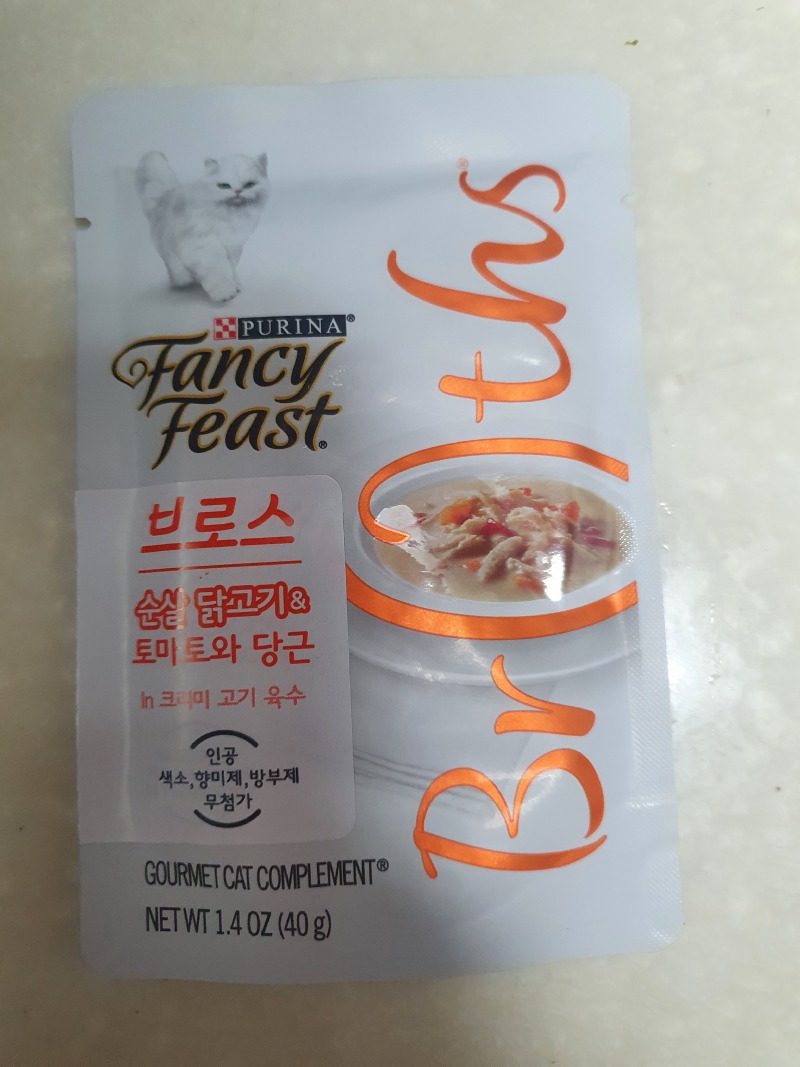 PURINA®
Fancy
Feast®
Broths®
브로스
순살 닭고기&
토마토와 당근
in 크리미 고기 육수
인공
색소,향미제,방부제
무첨가
GOURMET CAT COMPLEMENT®
NET WT 1.4 OZ (40 g)